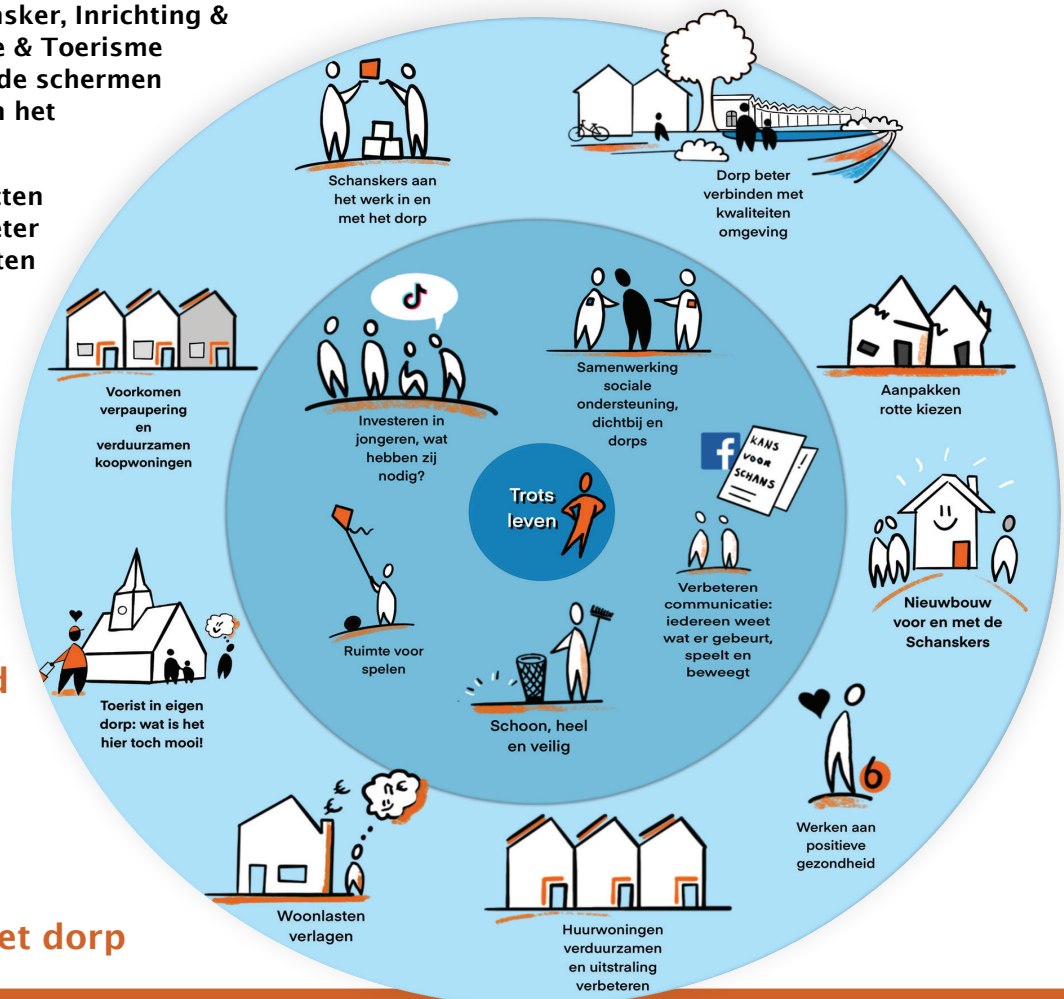 sker, Inrichting &
e & Toerisme
de schermen
n het
ten
eter
ten
d
et dorp
Schanskers aan
het werk in en
met het dorp
Dorp beter
verbinden met
kwaliteiten
omgeving
Voorkomen
verpaupering
en
verduurzamen
koopwoningen
Investeren in
jongeren, wat
hebben zij
nodig?
Samenwerking
sociale
ondersteuning,
dichtbij en
dorps
Aanpakken
rotte kiezen
f
KANS
VOOR
SCHANS
!
Trots
leven
Verbeteren
communicatie:
iedereen weet
wat er gebeurt,
speelt en
beweegt
Nieuwbouw
voor en met de
Schanskers
Ruimte voor
spelen
Toerist in eigen
dorp: wat is het
hier toch mooi!
Schoon, heel
en veilig
6
Werken aan
positieve
gezondheid
€
€
Woonlasten
verlagen
Huurwoningen
verduurzamen
en uitstraling
verbeteren